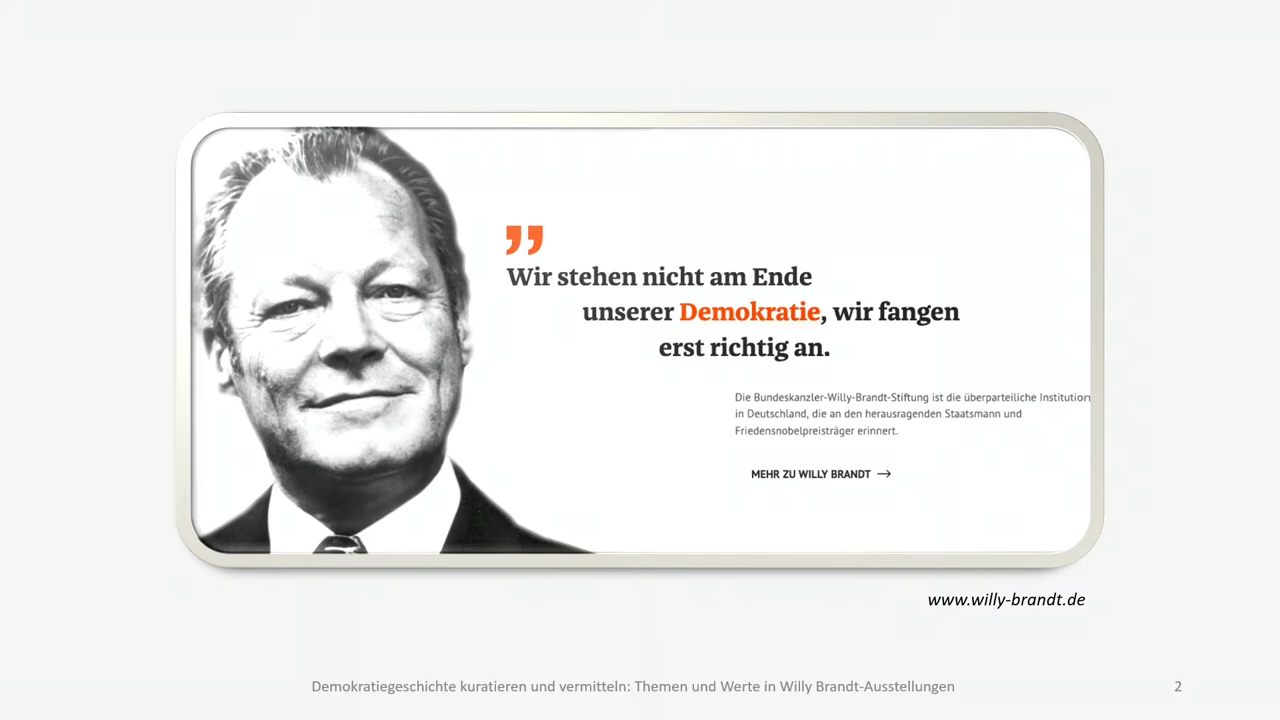 ”
Wir stehen nicht am Ende
unserer Demokratie, wir fangen
erst richtig an.
Die Bundeskanzler-Willy-Brandt-Stiftung ist die überparteiliche Institution
in Deutschland, die an den herausragenden Staatsmann und
Friedensnobelpreisträger erinnert.
MEHR ZU WILLY BRANDT →
www.willy-brandt.de
Demokratiegeschichte kuratieren und vermitteln: Themen und Werte in Willy Brandt-Ausstellungen
2